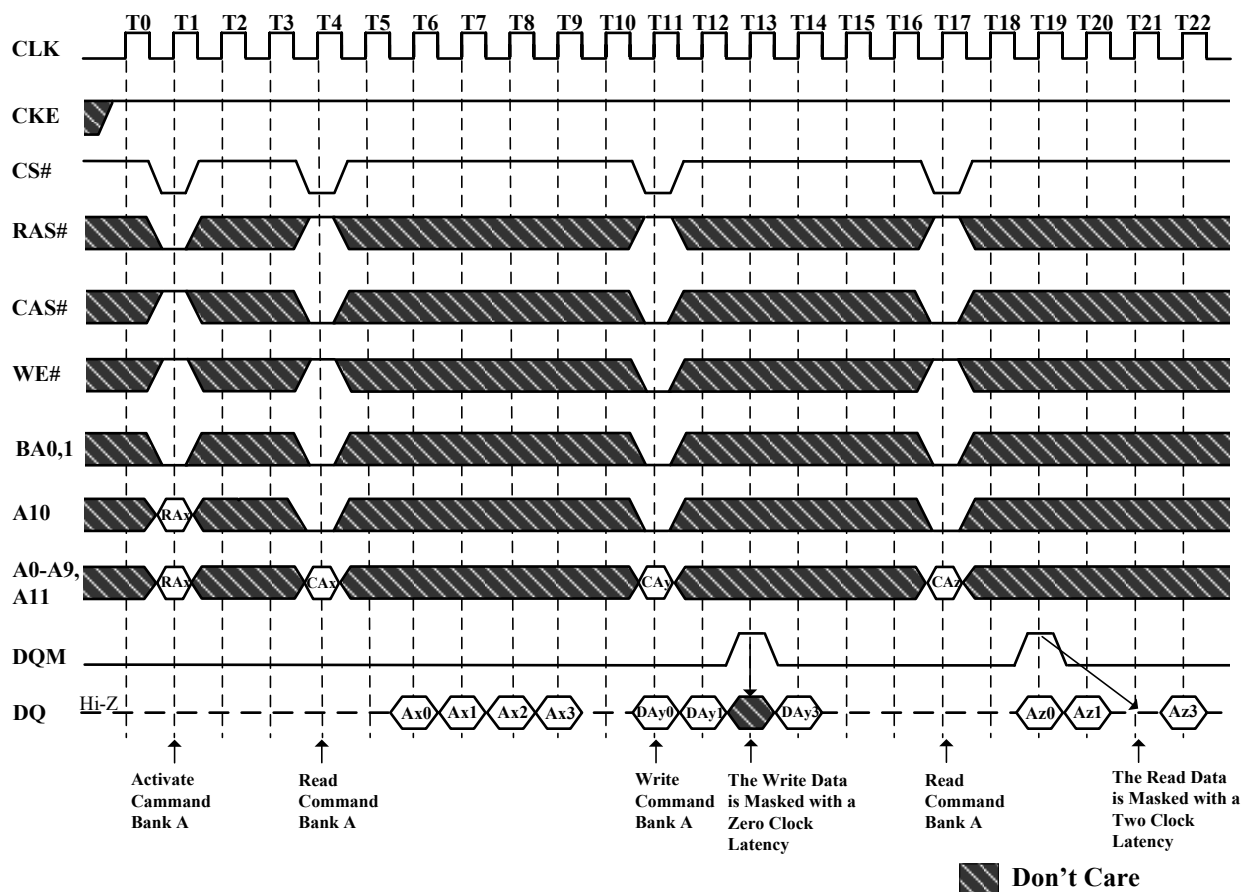 T0 T1 T2 T3 T4 T5 T6 T7 T8 T9 T10 T11 T12 T13 T14 T15 T16 T17 T18 T19 T20 T21 T22
CLK
CKE
CS#
RAS#
CAS#
WE#
BA0,1
A10
RAx
A0-A9,
A11
RAx CAx CAy CAz
DQM
Hi-Z
DQ
Ax0 Ax1 Ax2 Ax3 DAy0 DAy1 DAy3 Az0 Az1 Az3
Activate
Cammand
Bank A
Read
Command
Bank A
Write
Command
Bank A
The Write Data
is Masked with a
Zero Clock
Latency
Read
Command
Bank A
The Read Data
is Masked with a
Two Clock
Latency
Don't Care